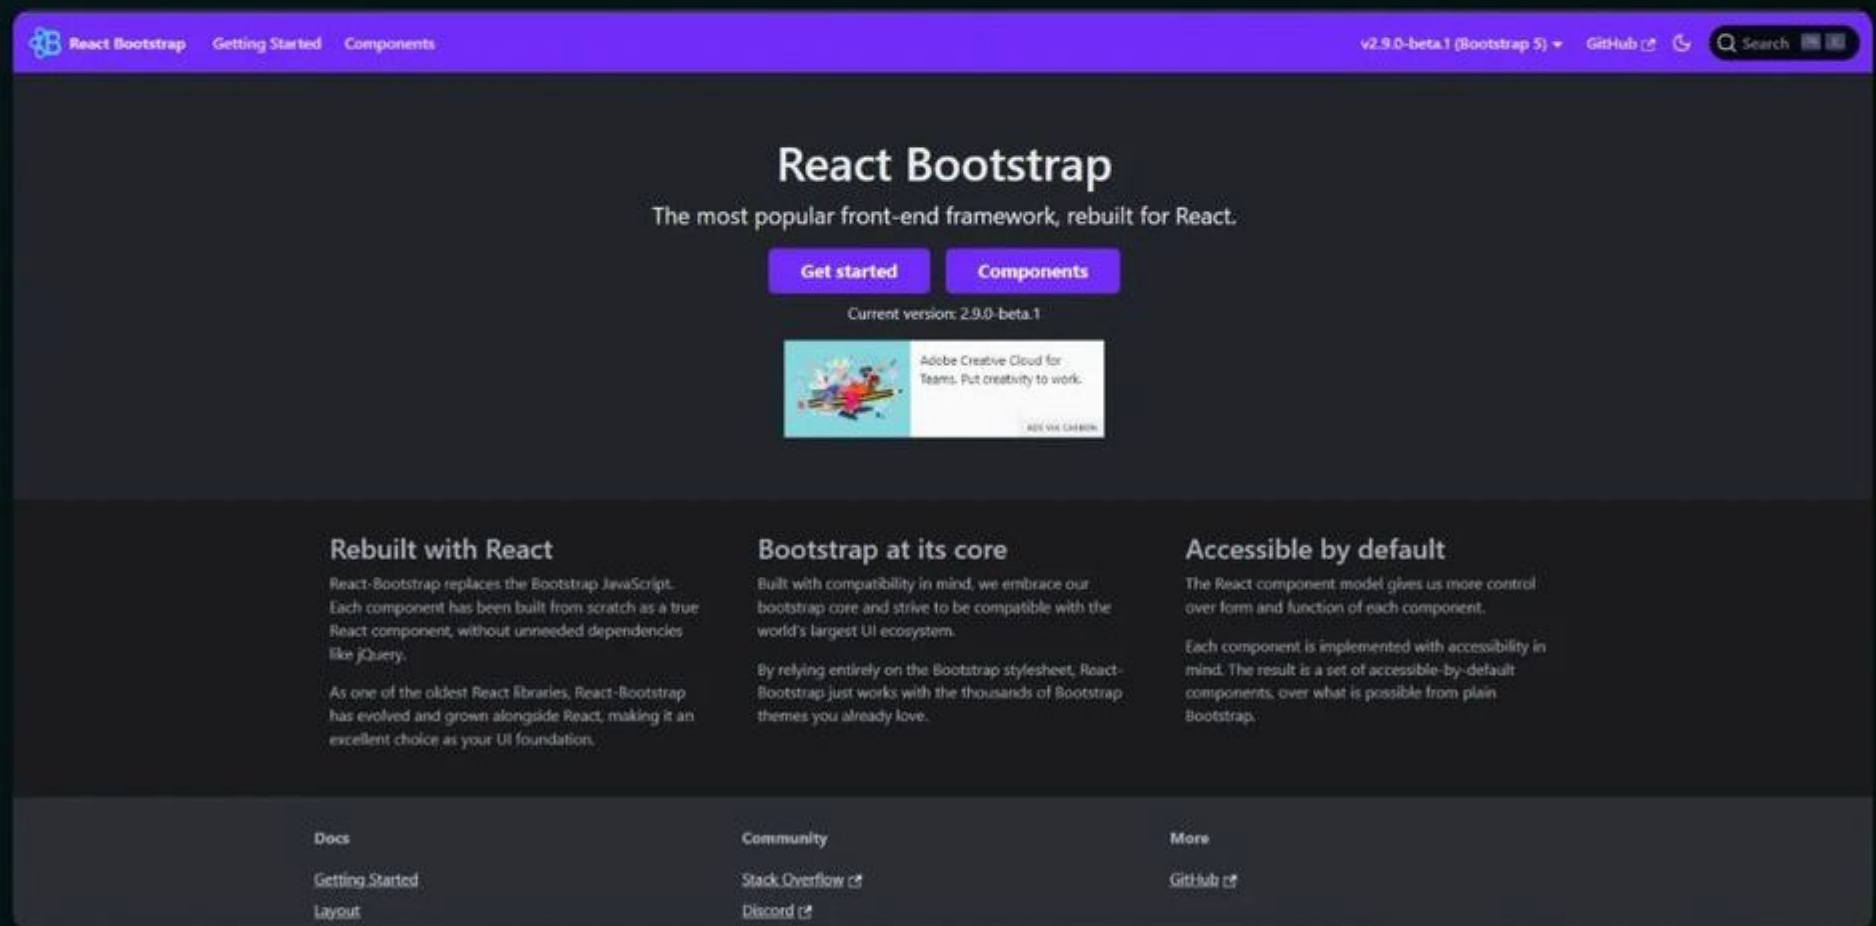 React Bootstrap
Getting Started
Components
v2.9.0-beta.1 (Bootstrap 5)
GitHub
Search
React Bootstrap
The most popular front-end framework, rebuilt for React.
Get started
Components
Current version: 2.9.0-beta.1
Adobe Creative Cloud for
Teams. Put creativity to work.
ADS VIA CARBON
Rebuilt with React
React-Bootstrap replaces the Bootstrap JavaScript.
Each component has been built from scratch as a true
React component, without unneeded dependencies
like jQuery.
As one of the oldest React libraries, React-Bootstrap
has evolved and grown alongside React, making it an
excellent choice as your UI foundation.
Bootstrap at its core
Built with compatibility in mind, we embrace our
bootstrap core and strive to be compatible with the
world's largest UI ecosystem.
By relying entirely on the Bootstrap stylesheet, React-
Bootstrap just works with the thousands of Bootstrap
themes you already love.
Accessible by default
The React component model gives us more control
over form and function of each component.
Each component is implemented with accessibility in
mind. The result is a set of accessible-by-default
components, over what is possible from plain
Bootstrap.
Docs
Getting Started
Layout
Community
Stack Overflow
Discord
More
GitHub